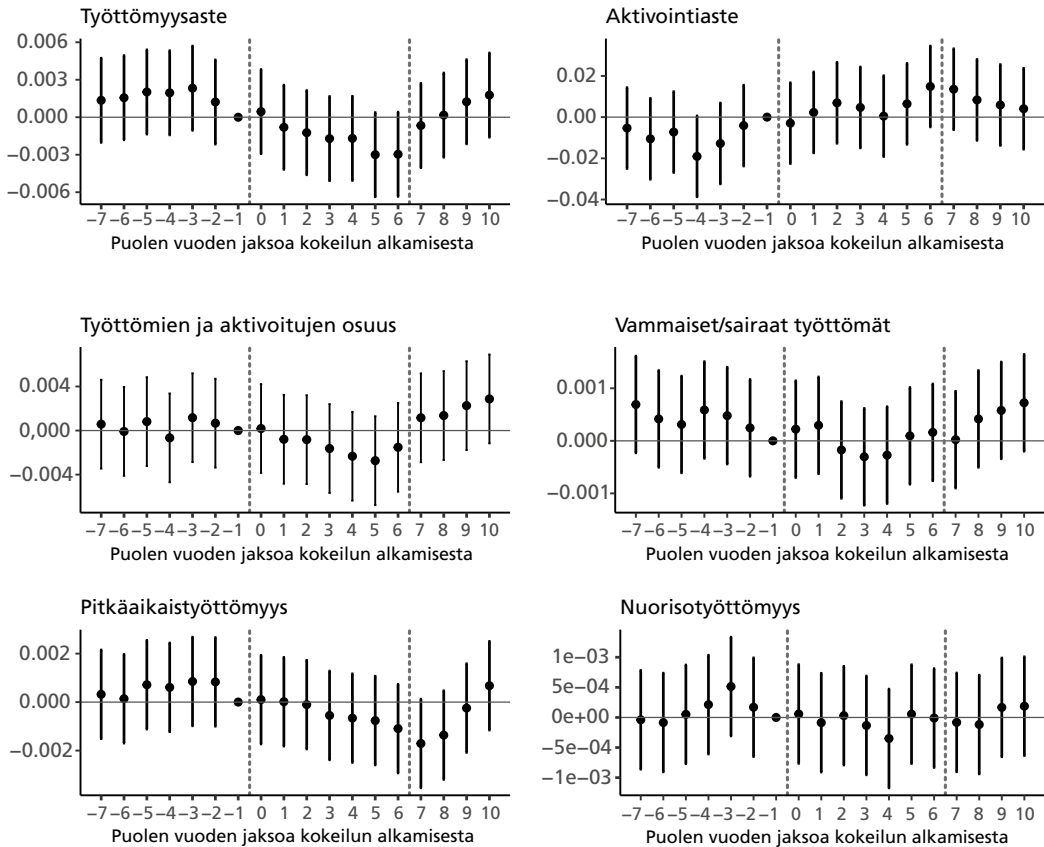 Työttömyysaste
0.006
0.003
0.000
−0.003
−0.006
−7 −6 −5 −4 −3 −2 −1 0 1 2 3 4 5 6 7 8 9 10
Puolen vuoden jaksoa kokeilun alkamisesta
Aktivointiaste
0.02
0.00
−0.02
−0.04
−7 −6 −5 −4 −3 −2 −1 0 1 2 3 4 5 6 7 8 9 10
Puolen vuoden jaksoa kokeilun alkamisesta
Työttömien ja aktivoitujen osuus
0.004
0,000
−0.004
−7 −6 −5 −4 −3 −2 −1 0 1 2 3 4 5 6 7 8 9 10
Puolen vuoden jaksoa kokeilun alkamisesta
Vammaiset/sairaat työttömät
0.001
0.000
−0.001
−7 −6 −5 −4 −3 −2 −1 0 1 2 3 4 5 6 7 8 9 10
Puolen vuoden jaksoa kokeilun alkamisesta
Pitkäaikaistyöttömyys
0.002
0.000
−0.002
−7 −6 −5 −4 −3 −2 −1 0 1 2 3 4 5 6 7 8 9 10
Puolen vuoden jaksoa kokeilun alkamisesta
Nuorisotyöttömyys
1e−03
5e−04
0e+00
−5e−04
−1e−03
−7 −6 −5 −4 −3 −2 −1 0 1 2 3 4 5 6 7 8 9 10
Puolen vuoden jaksoa kokeilun alkamisesta